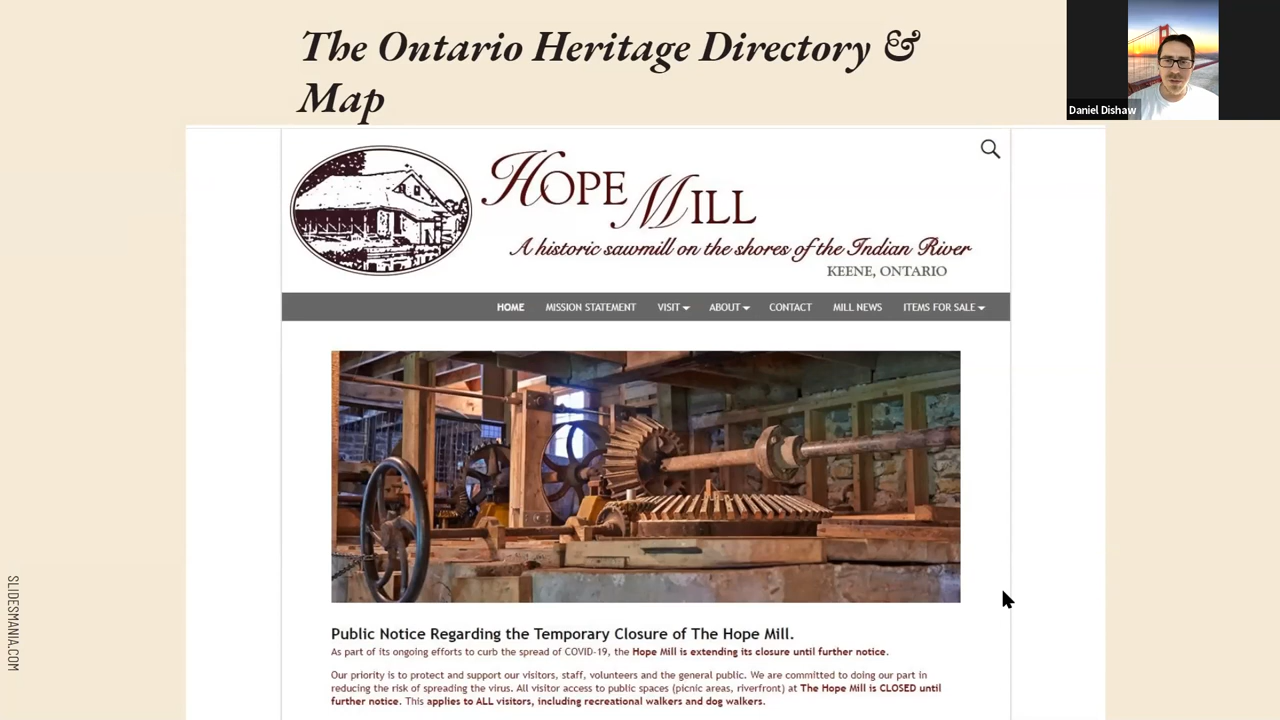 The Ontario Heritage Directory &
Map
Daniel Dishaw
HOPE MILL
A historic sawmill on the shores of the Indian River
KEENE, ONTARIO
HOME MISSION STATEMENT VISIT ABOUT CONTACT MILL NEWS ITEMS FOR SALE
Public Notice Regarding the Temporary Closure of The Hope Mill.
As part of its ongoing efforts to curb the spread of COVID-19, the Hope Mill is extending its closure until further notice.
Our priority is to protect and support our visitors, staff, volunteers and the general public. We are committed to doing our part in
reducing the risk of spreading the virus. All visitor access to public spaces (picnic areas, riverfront) at The Hope Mill is CLOSED until
further notice. This applies to ALL visitors, including recreational walkers and dog walkers.
SLIDESMANIA.COM